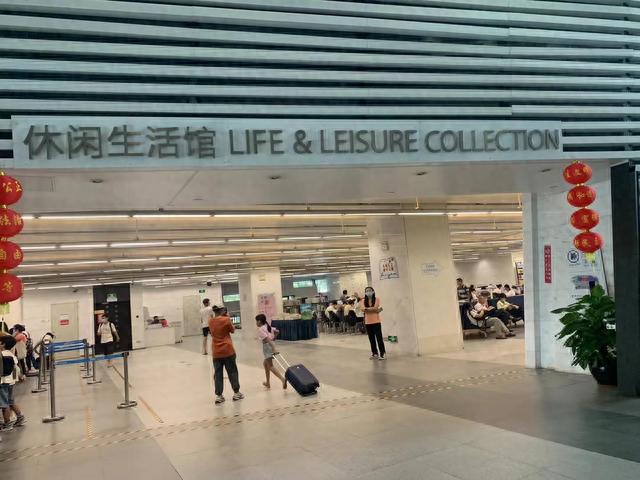 休闲生活馆 LIFE & LEISURE COLLECTION